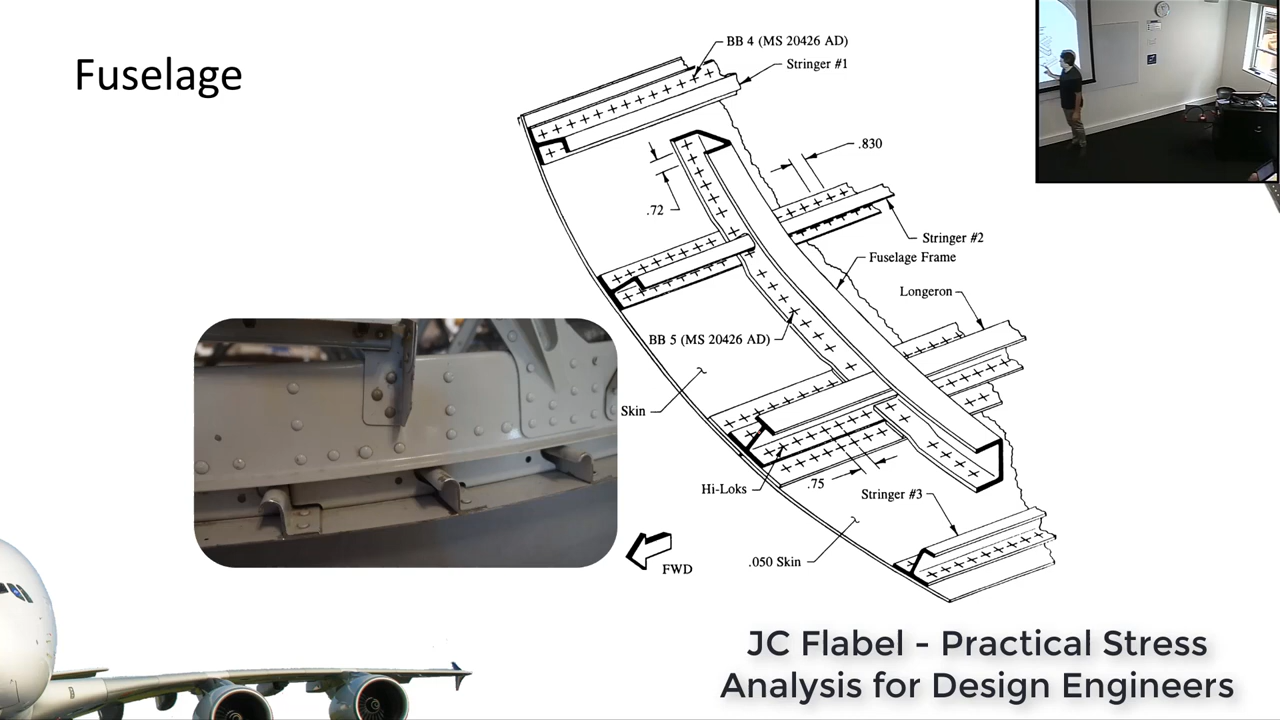 Fuselage
BB 4 (MS 20426 AD)
Stringer #1
.830
.72
Stringer #2
Fuselage Frame
Longeron
BB 5 (MS 20426 AD)
Skin
Hi-Loks
.75
Stringer #3
.050 Skin
FWD
JC Flabel - Practical Stress
Analysis for Design Engineers